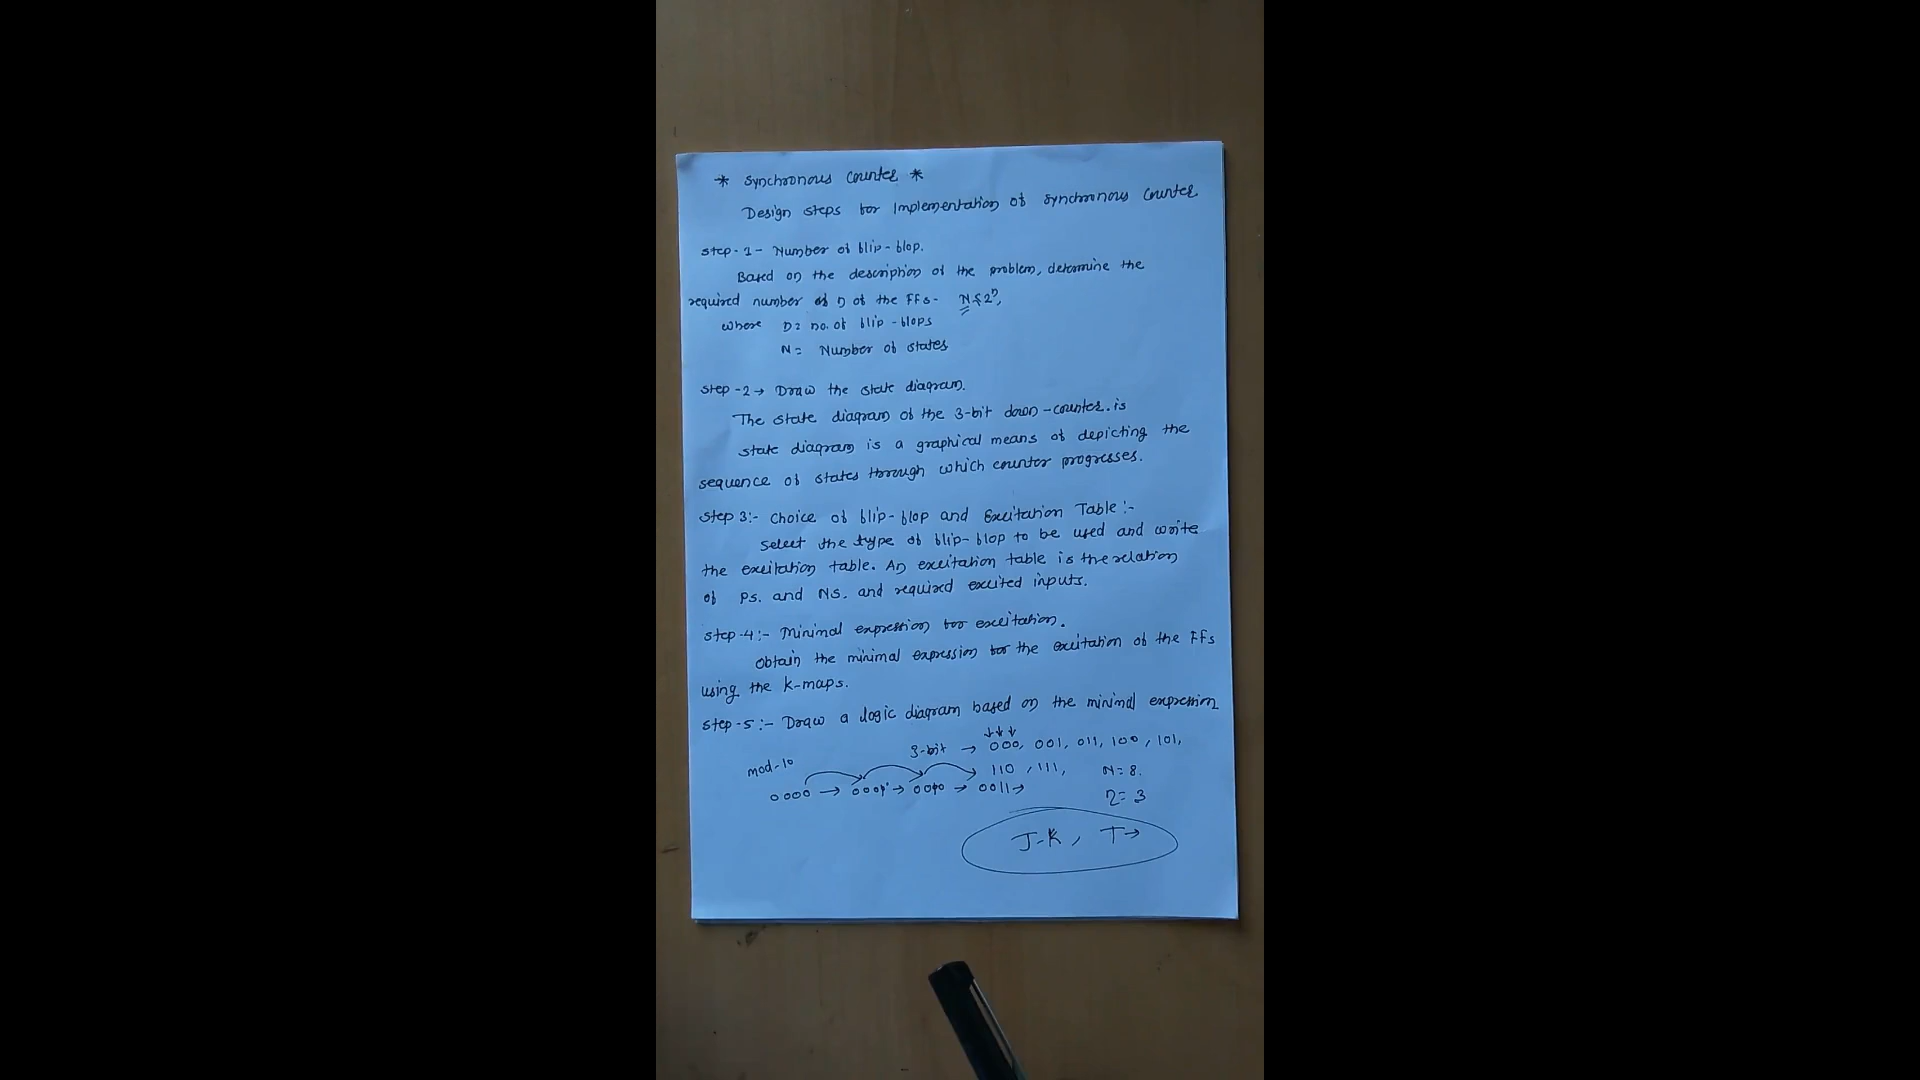 * Synchronous Counter *
Design steps for Implementation of Synchronous Counter
Step-1- Number of flip-flop.
Based on the description of the problem, determine the
required number of n of the FFs- N≤2ⁿ,
where n= no. of flip-flops
N= Number of states
Step-2→ Draw the state diagram.
The state diagram of the 3-bit down-counter. is
state diagram is a graphical means of depicting the
sequence of states through which counter progresses.
Step 3:- Choice of flip-flop and Excitation Table:-
Select the type of flip-flop to be used and write
the excitation table. An excitation table is the relation
of PS. and NS. and required excited inputs.
Step-4:- Minimal expression for excitation.
Obtain the minimal expression for the excitation of the FFs
using the K-maps.
Step-5:- Draw a logic diagram based on the minimal expression
3-bit → 000, 001, 011, 100, 101,
mod-10
110, 111, N=8.
0000 → 0001 → 0010 → 0011→
n=3
J-K, T→